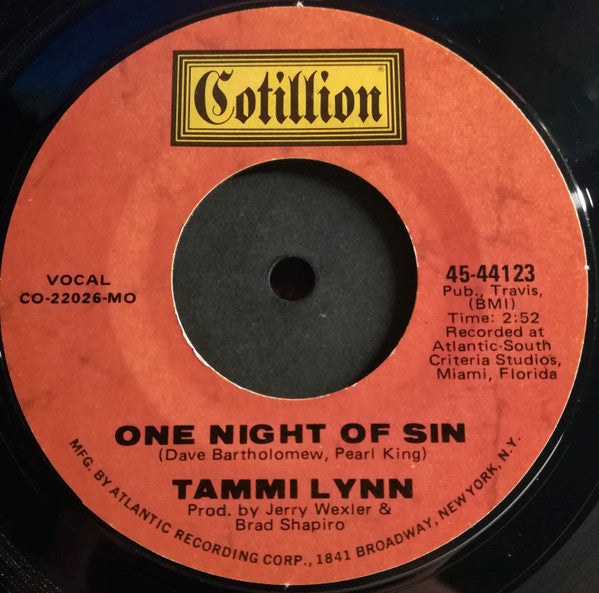 Cotillion
®
VOCAL
CO-22026-MO
45-44123
Pub., Travis,
(BMI)
Time: 2:52
Recorded at
Atlantic-South
Criteria Studios,
Miami, Florida
ONE NIGHT OF SIN
(Dave Bartholomew, Pearl King)
TAMMI LYNN
Prod. by Jerry Wexler &
Brad Shapiro
MFG. BY ATLANTIC RECORDING CORP., 1841 BROADWAY, NEW YORK, N.Y.